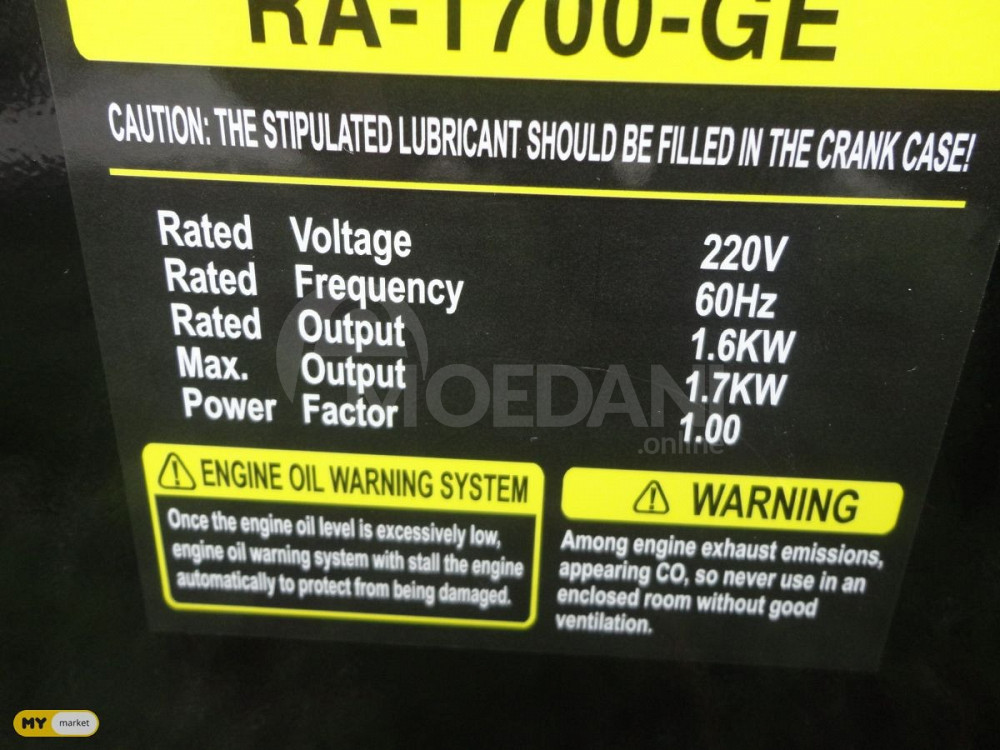 RA-1700-GE
CAUTION: THE STIPULATED LUBRICANT SHOULD BE FILLED IN THE CRANK CASE!
Rated Voltage 220V
Rated Frequency 60Hz
Rated Output 1.6KW
Max. Output 1.7KW
Power Factor 1.00
MOEDANI
.online
ENGINE OIL WARNING SYSTEM
Once the engine oil level is excessively low,
engine oil warning system with stall the engine
automatically to protect from being damaged.
WARNING
Among engine exhaust emissions,
appearing CO, so never use in an
enclosed room without good
ventilation.
MY market